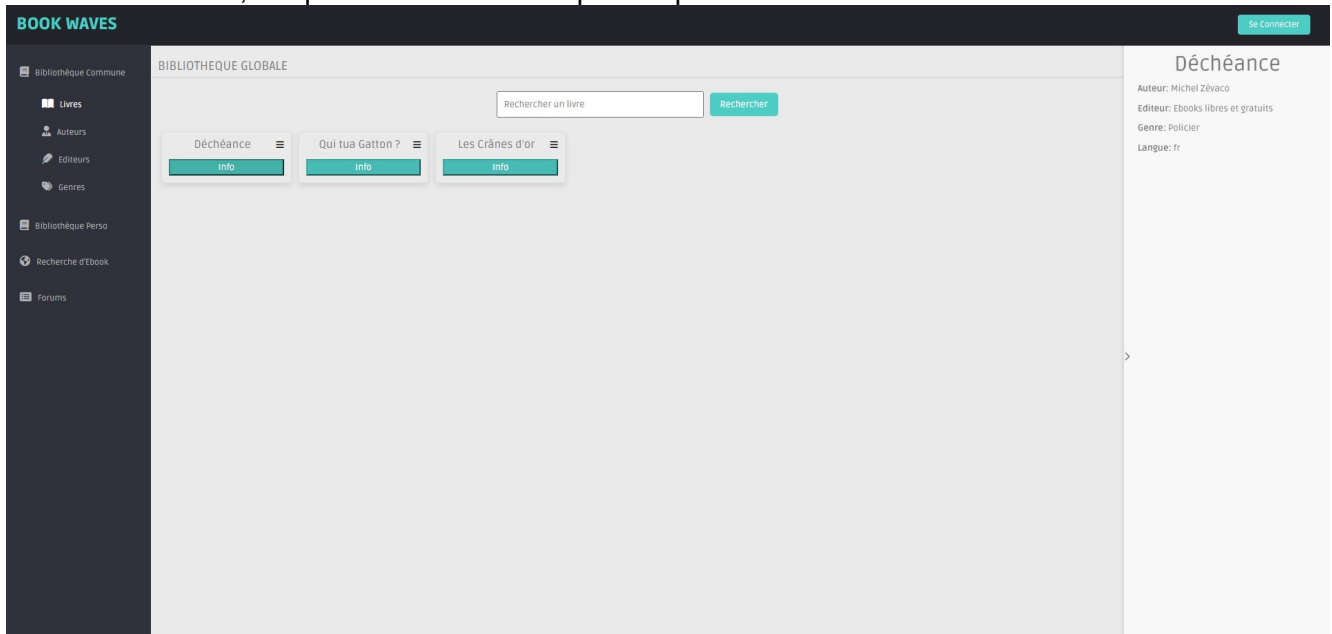 BOOK WAVES
Se Connecter
Bibliothèque Commune
Livres
Auteurs
Editeurs
Genres
Bibliothèque Perso
Recherche d'Ebook
Forums
BIBLIOTHEQUE GLOBALE
Rechercher un livre
Rechercher
Déchéance
Info
Qui tua Gatton ?
Info
Les Crânes d'or
Info
Déchéance
Auteur: Michel Zévaco
Editeur: Ebooks libres et gratuits
Genre: Policier
Langue: fr